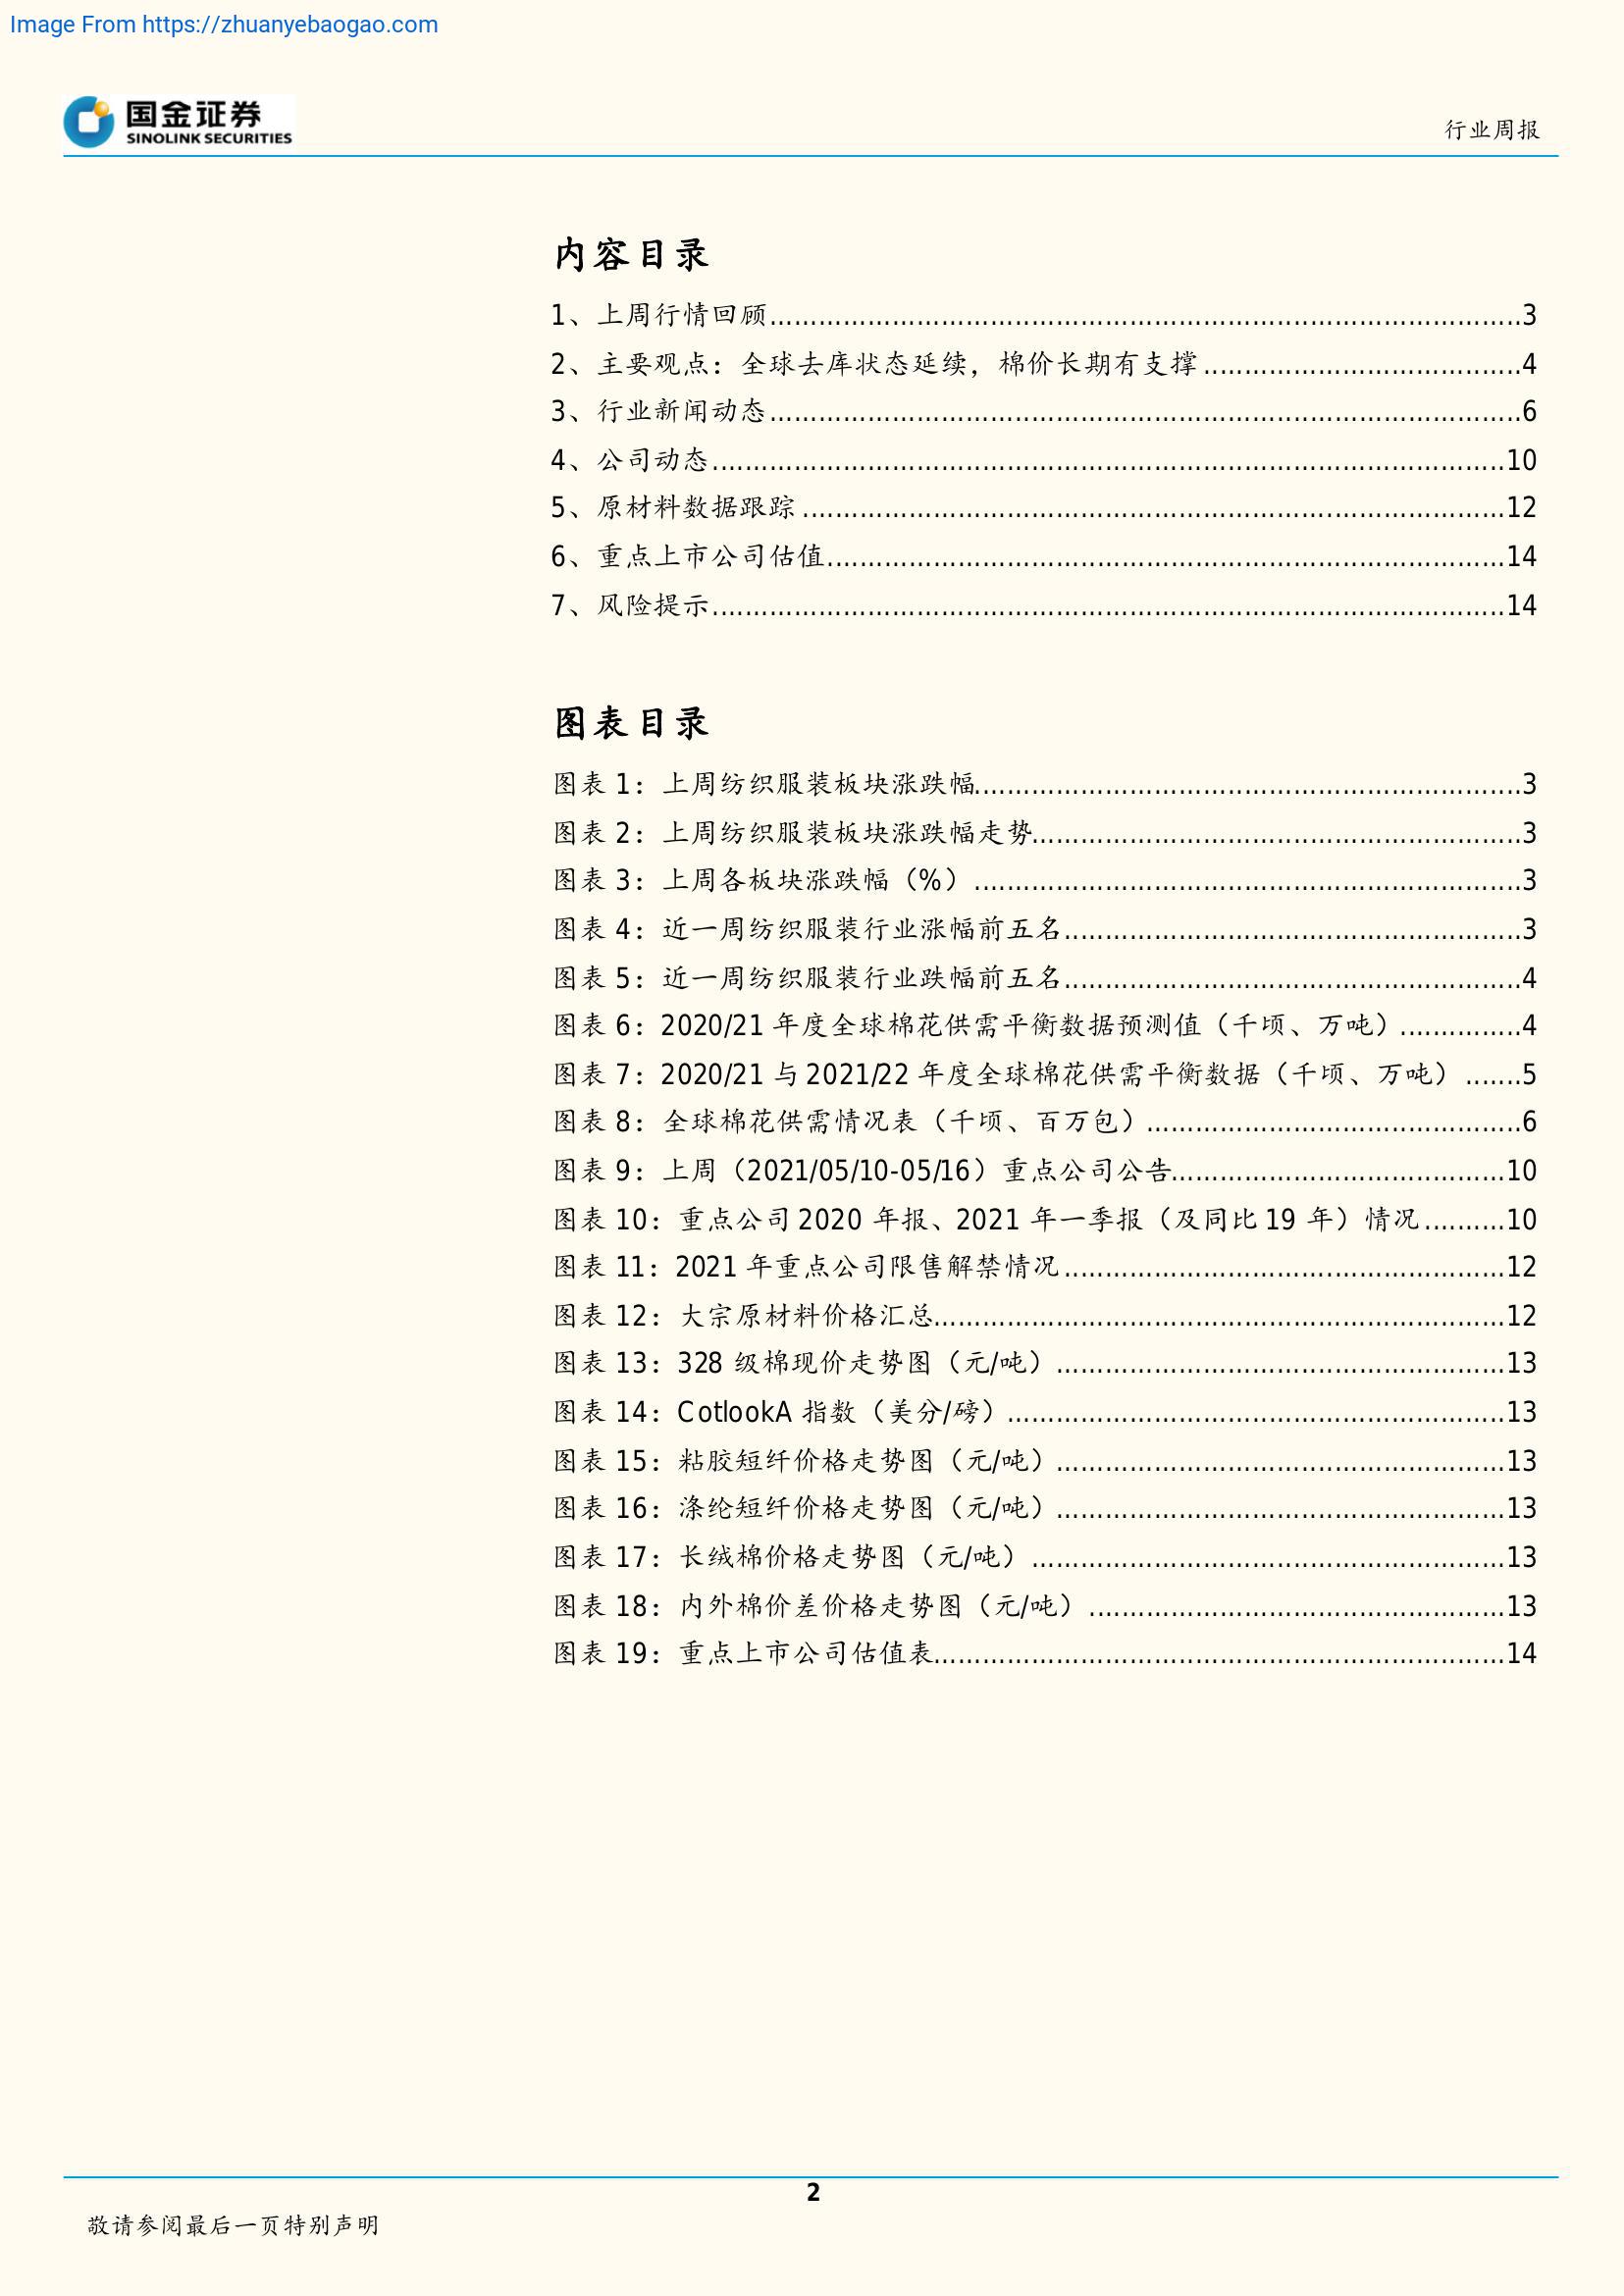 Image From https://zhuanyebaogao.com
国金证券
SINOLINK SECURITIES
行业周报
内容目录
1、上周行情回顾................3
2、主要观点：全球去库状态延续，棉价长期有支撑................4
3、行业新闻动态................6
4、公司动态................10
5、原材料数据跟踪................12
6、重点上市公司估值................14
7、风险提示................14
图表目录
图表 1：上周纺织服装板块涨跌幅................3
图表 2：上周纺织服装板块涨跌幅走势................3
图表 3：上周各板块涨跌幅（%）................3
图表 4：近一周纺织服装行业涨幅前五名................3
图表 5：近一周纺织服装行业跌幅前五名................4
图表 6：2020/21 年度全球棉花供需平衡数据预测值（千顷、万吨）................4
图表 7：2020/21 与 2021/22 年度全球棉花供需平衡数据（千顷、万吨）.......5
图表 8：全球棉花供需情况表（千顷、百万包）................6
图表 9：上周（2021/05/10-05/16）重点公司公告................10
图表 10：重点公司 2020 年报、2021 年一季报（及同比 19 年）情况..........10
图表 11：2021 年重点公司限售解禁情况................12
图表 12：大宗原材料价格汇总................12
图表 13：328 级棉现价走势图（元/吨）................13
图表 14：CotlookA 指数（美分/磅）................13
图表 15：粘胶短纤价格走势图（元/吨）................13
图表 16：涤纶短纤价格走势图（元/吨）................13
图表 17：长绒棉价格走势图（元/吨）................13
图表 18：内外棉价差价格走势图（元/吨）................13
图表 19：重点上市公司估值表................14
2
敬请参阅最后一页特别声明